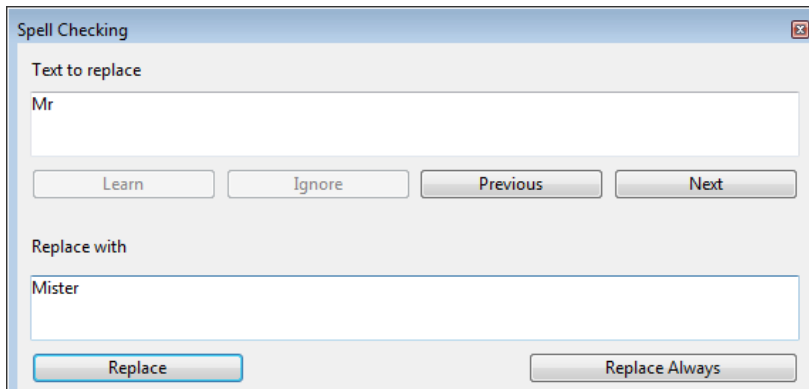 Spell Checking
Text to replace
Mr
Learn Ignore Previous Next
Replace with
Mister
Replace Replace Always